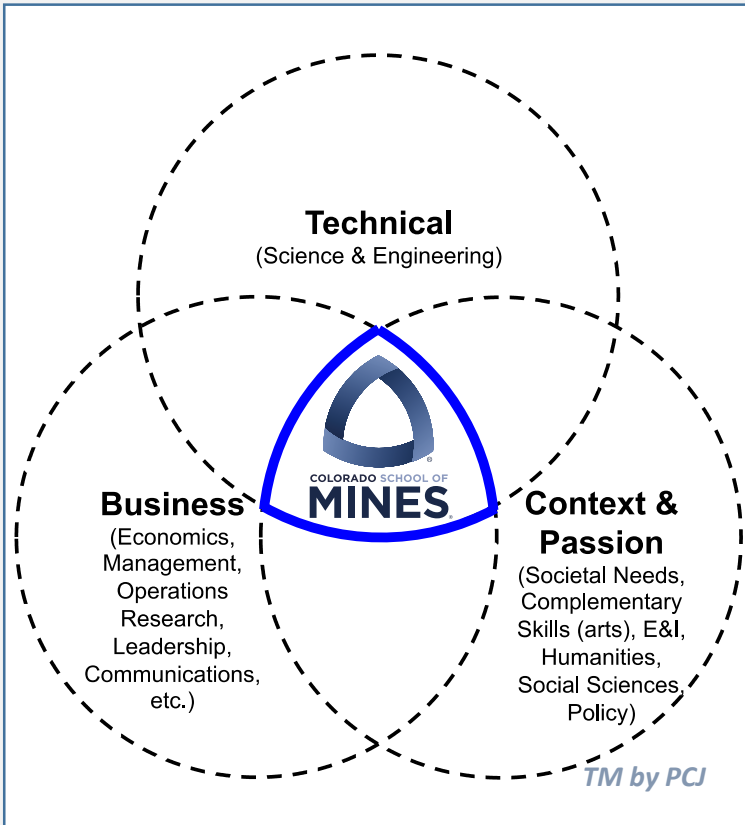 Technical
(Science & Engineering)
COLORADO SCHOOL OF
MINES®
Business
(Economics,
Management,
Operations
Research,
Leadership,
Communications,
etc.)
Context &
Passion
(Societal Needs,
Complementary
Skills (arts), E&I,
Humanities,
Social Sciences,
Policy)
TM by PCJ